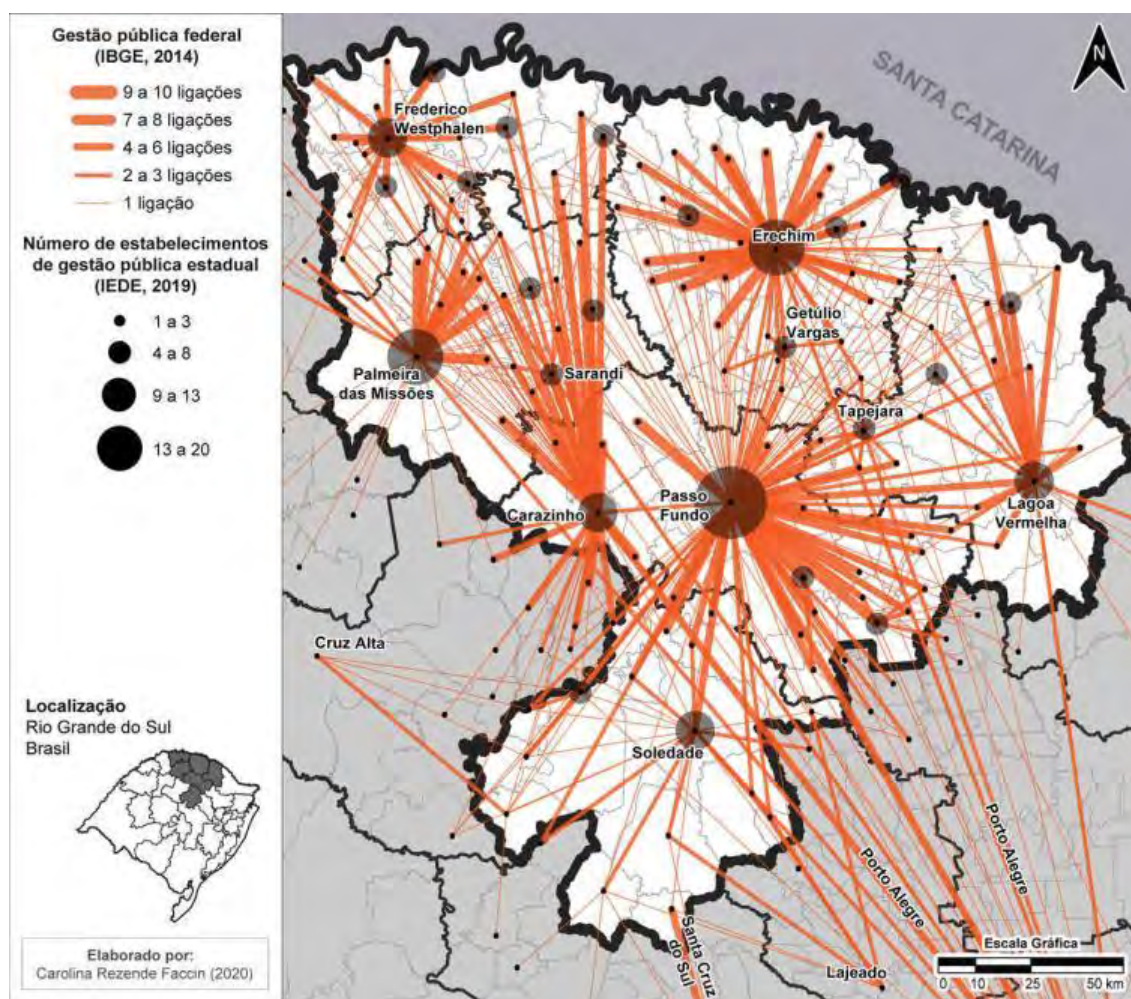 Gestão pública federal
(IBGE, 2014)
9 a 10 ligações
7 a 8 ligações
4 a 6 ligações
2 a 3 ligações
1 ligação
Número de estabelecimentos
de gestão pública estadual
(IEDE, 2019)
1 a 3
4 a 8
9 a 13
13 a 20
Localização
Rio Grande do Sul
Brasil
Elaborado por:
Carolina Rezende Faccin (2020)
N
SANTA CATARINA
Frederico
Westphalen
Erechim
Getúlio
Vargas
Palmeira
das Missões
Sarandi
Tapejara
Carazinho
Passo
Fundo
Lagoa
Vermelha
Cruz Alta
Soledade
Porto Alegre
Porto Alegre
Santa Cruz
do Sul
Lajeado
Escala Gráfica
0 10 25 50 km